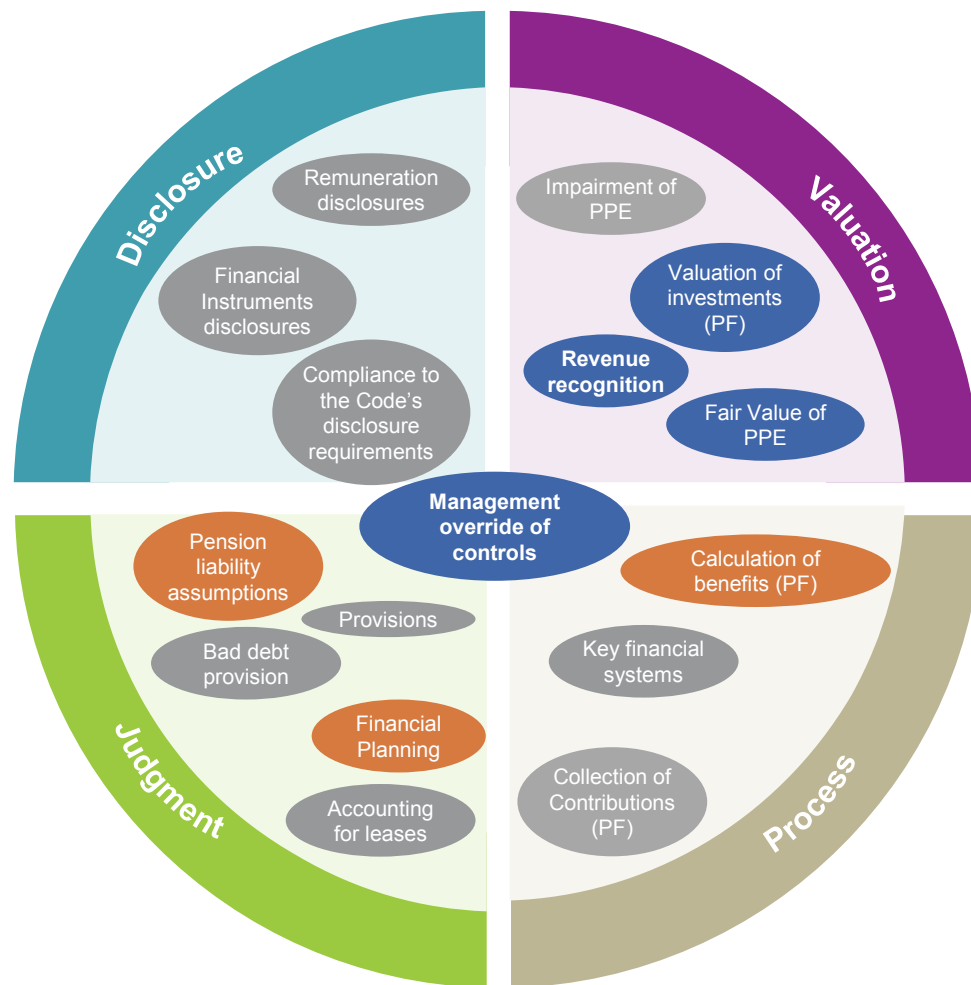 Disclosure
Remuneration
disclosures
Financial
Instruments
disclosures
Compliance to
the Code's
disclosure
requirements
Valuation
Impairment of
PPE
Valuation of
investments
(PF)
Revenue
recognition
Fair Value of
PPE
Management
override of
controls
Judgment
Pension
liability
assumptions
Provisions
Bad debt
provision
Financial
Planning
Accounting
for leases
Process
Calculation of
benefits (PF)
Key financial
systems
Collection of
Contributions
(PF)